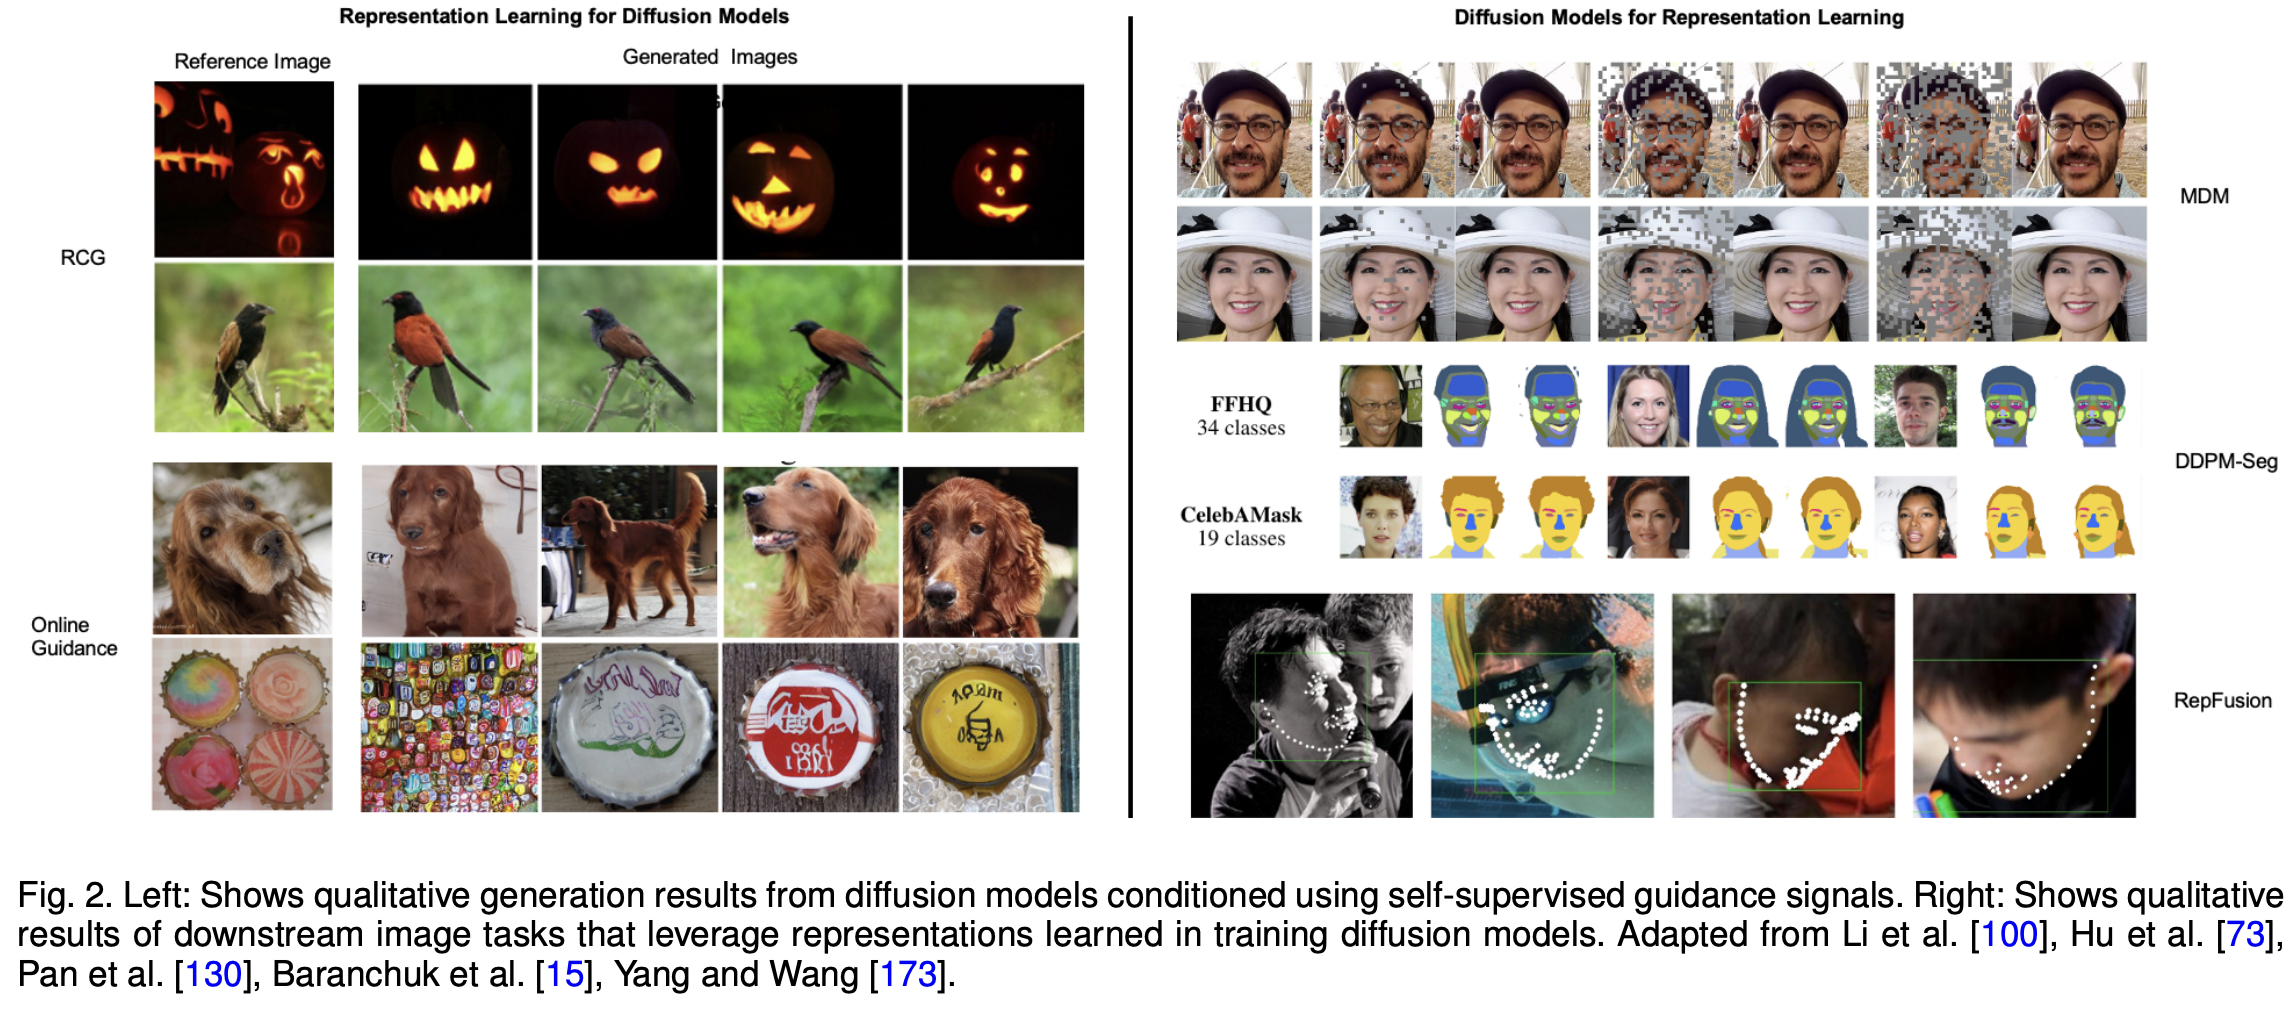 Representation Learning for Diffusion Models
Reference Image
Generated Images
RCG
Online
Guidance
Diffusion Models for Representation Learning
MDM
FFHQ
34 classes
CelebAMask
19 classes
DDPM-Seg
RepFusion
Fig. 2. Left: Shows qualitative generation results from diffusion models conditioned using self-supervised guidance signals. Right: Shows qualitative
results of downstream image tasks that leverage representations learned in training diffusion models. Adapted from Li et al. [100], Hu et al. [73],
Pan et al. [130], Baranchuk et al. [15], Yang and Wang [173].